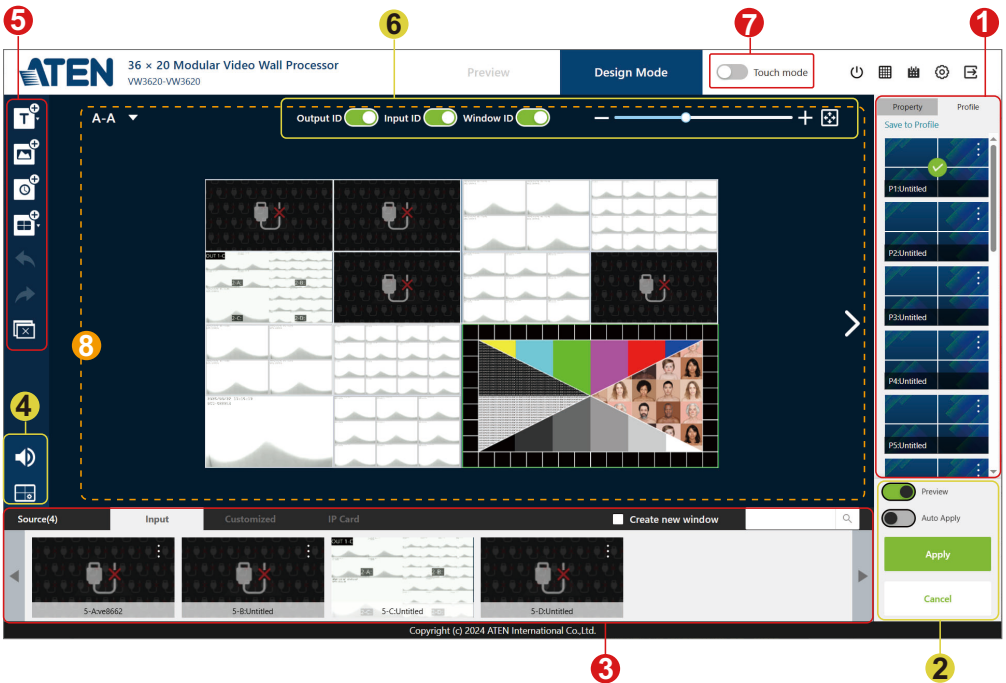 5
6
7
1
ATEN
36 × 20 Modular Video Wall Processor
VW3620-VW3620
Preview
Design Mode
Touch mode
A-A
Output ID
Input ID
Window ID
Property
Profile
Save to Profile
P1:Untitled
P2:Untitled
P3:Untitled
P4:Untitled
P5:Untitled
T
OUT 1-C
8
4
Preview
Auto Apply
Apply
Cancel
Source(4)
Input
Customized
IP Card
Create new window
OUT 1-C
5-A:ve8662
5-B:Untitled
5-C:Untitled
5-D:Untitled
Copyright (c) 2024 ATEN International Co.,Ltd.
3
2